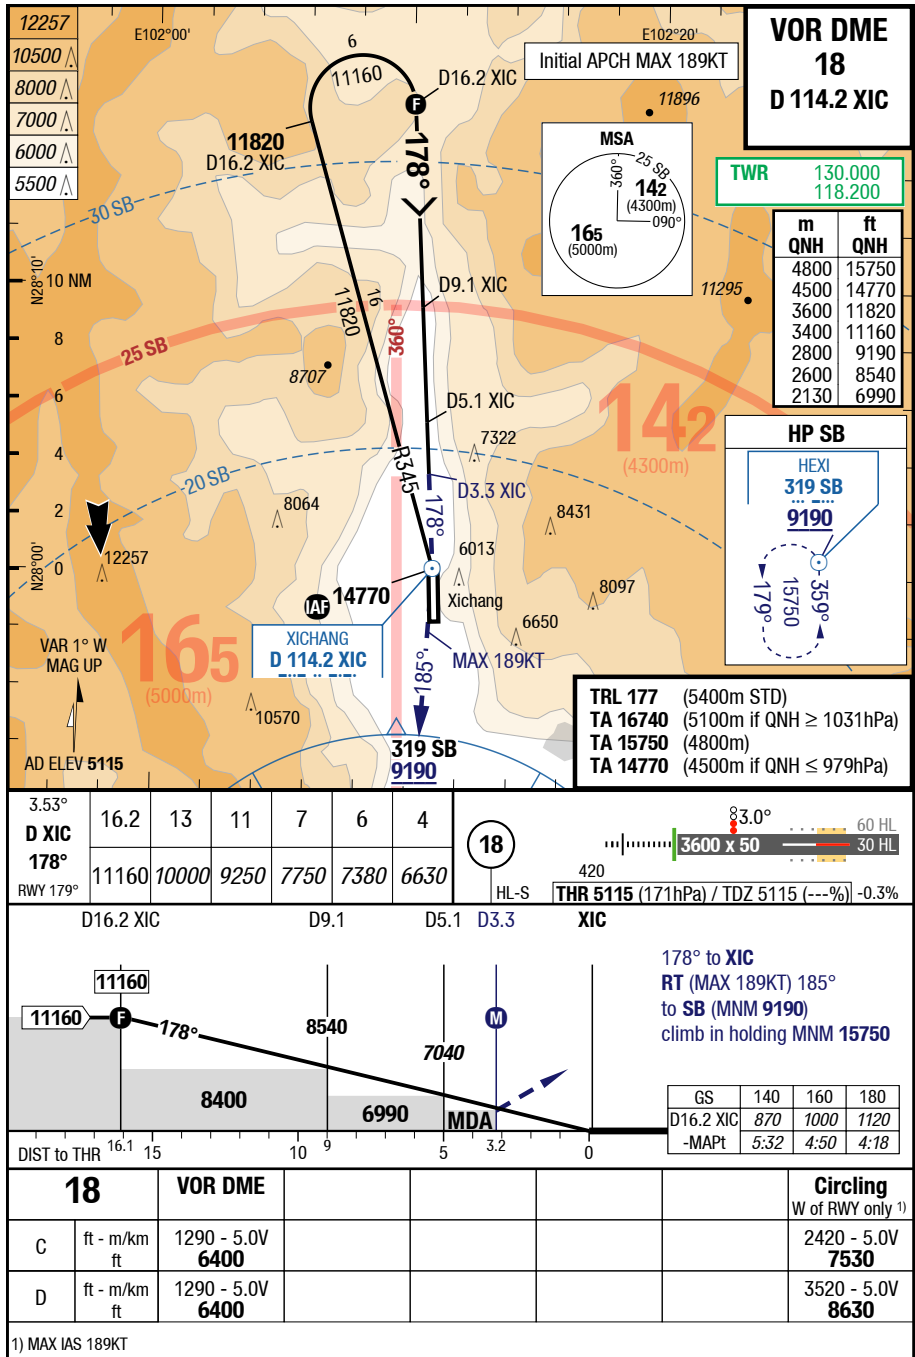 12257
10500
8000
7000
6000
5500
E102°00'
E102°20'
6
11160
D16.2 XIC
F
Initial APCH MAX 189KT
VOR DME
18
D 114.2 XIC
11896
11820
D16.2 XIC
178°
MSA
25 SB
360°
142
(4300m)
090°
165
(5000m)
TWR 130.000
118.200
m ft
QNH QNH
4800 15750
4500 14770
3600 11820
3400 11160
2800 9190
2600 8540
2130 6990
30 SB
N28°10'
10 NM
8
6
4
2
0
N28°00'
D9.1 XIC
11295
16
11820
360°
25 SB
8707
D5.1 XIC
142
(4300m)
7322
R345
20 SB
D3.3 XIC
178°
8064
8431
12257
6013
8097
IAF 14770
Xichang
6650
XICHANG
D 114.2 XIC
MAX 189KT
185°
165
(5000m)
VAR 1° W
MAG UP
10570
AD ELEV 5115
319 SB
9190
HP SB
HEXI
319 SB
9190
179°
15750
359°
TRL 177 (5400m STD)
TA 16740 (5100m if QNH ≥ 1031hPa)
TA 15750 (4800m)
TA 14770 (4500m if QNH ≤ 979hPa)
3.53°
D XIC
178°
RWY 179°
16.2 13 11 7 6 4
11160 10000 9250 7750 7380 6630
18
HL-S
3.0°
60 HL
3600 x 50
30 HL
420
THR 5115 (171hPa) / TDZ 5115 (---%) -0.3%
D16.2 XIC D9.1 D5.1 D3.3 XIC
11160
11160 F 178°
8540
7040
M
8400
6990
MDA
178° to XIC
RT (MAX 189KT) 185°
to SB (MNM 9190)
climb in holding MNM 15750
GS 140 160 180
D16.2 XIC 870 1000 1120
-MAPt 5:32 4:50 4:18
DIST to THR 16.1 15 10 9 5 3.2 0
18 VOR DME Circling
W of RWY only 1)
C ft - m/km 1290 - 5.0V 2420 - 5.0V
ft 6400 7530
D ft - m/km 1290 - 5.0V 3520 - 5.0V
ft 6400 8630
1) MAX IAS 189KT